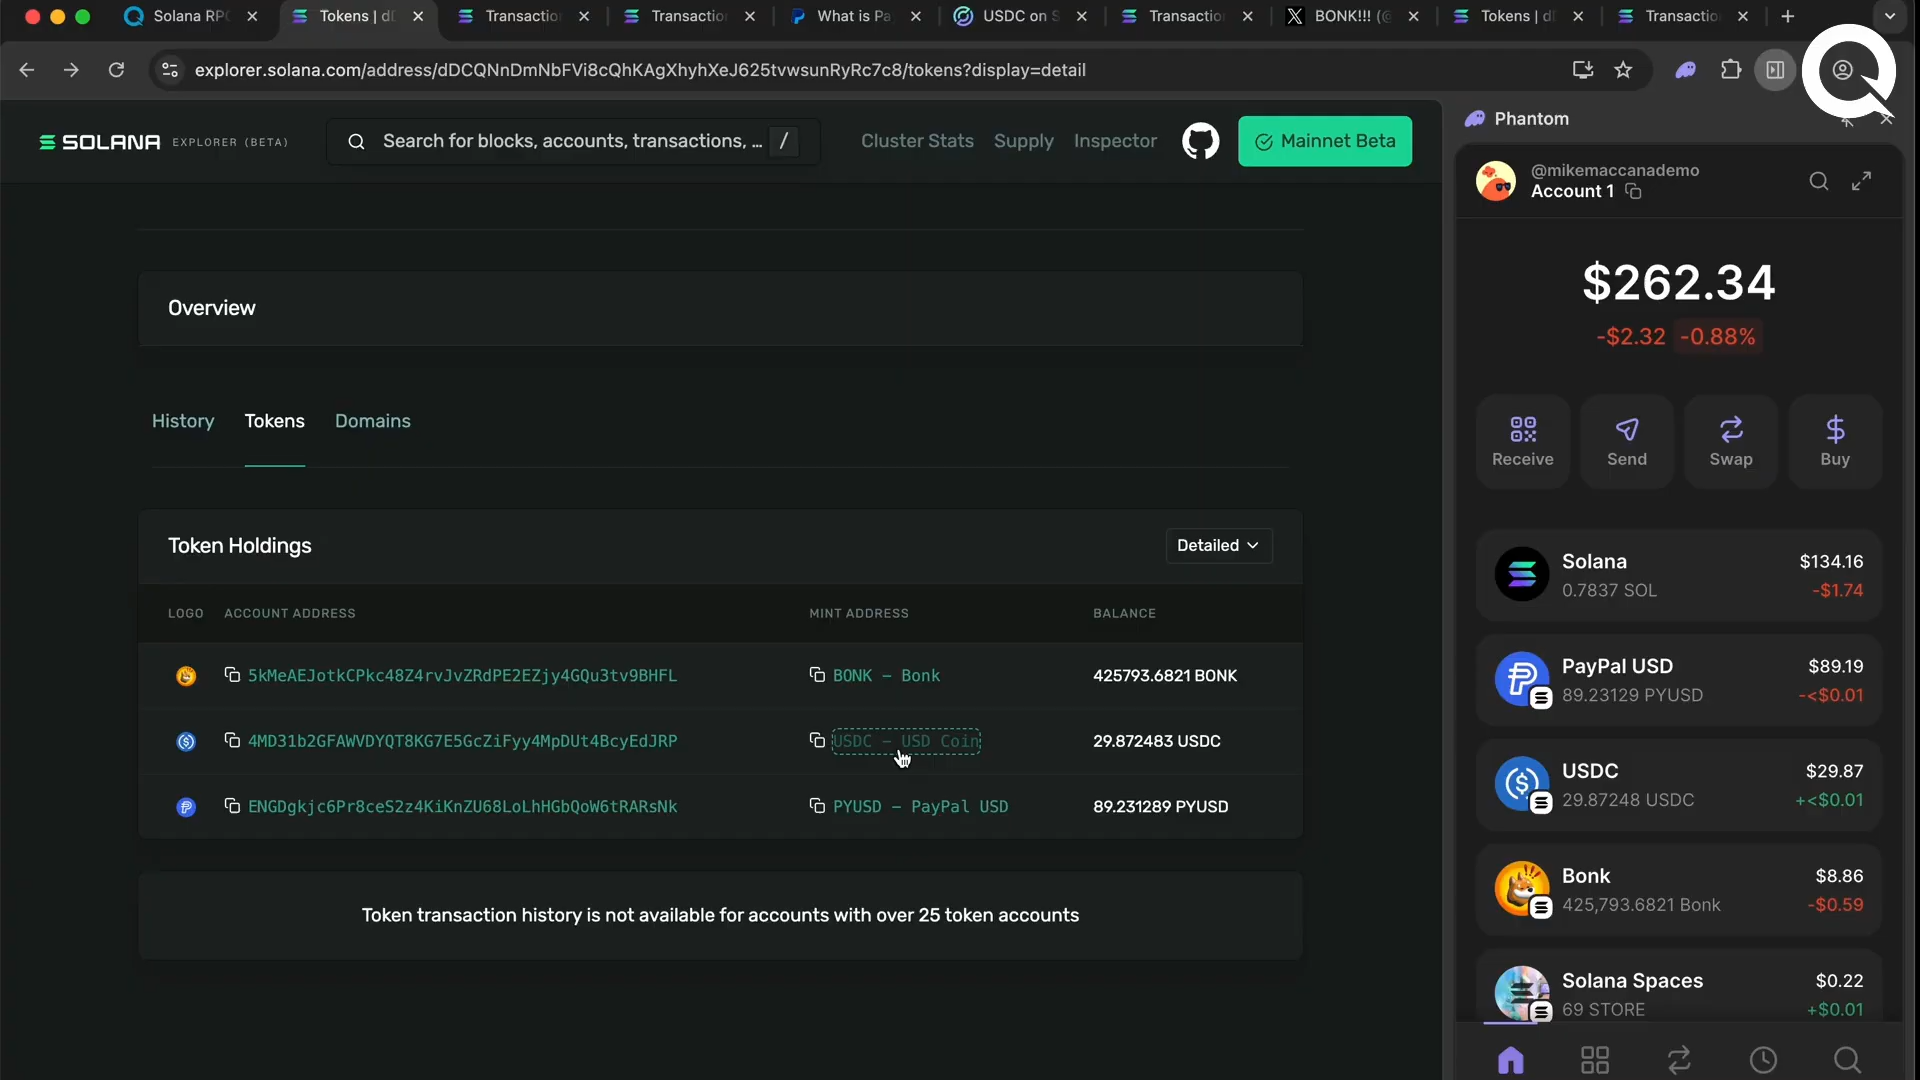 Solana RPC
Tokens | d
Transaction
Transaction
What is Pa
USDC on S
Transaction
BONK!!! (@
Tokens | d
Transactio
explorer.solana.com/address/dDCQNnDmNbFVi8cQhKAgXhyhXeJ625tvwsunRyRc7c8/tokens?display=detail
SOLANA EXPLORER (BETA)
Search for blocks, accounts, transactions, ... /
Cluster Stats
Supply
Inspector
Mainnet Beta
Overview
History
Tokens
Domains
Token Holdings
Detailed
LOGO ACCOUNT ADDRESS MINT ADDRESS BALANCE
5kMeAEJotkCPkc48Z4rvJvZRdPE2EZjy4GQu3tv9BHFL BONK – Bonk 425793.6821 BONK
4MD31b2GFAWVDYQT8KG7E5GcZiFyy4MpDUt4BcyEdJRP USDC – USD Coin 29.872483 USDC
ENGDgkjc6Pr8ceS2z4KiKnZU68LoLhHGbQoW6tRARsNk PYUSD – PayPal USD 89.231289 PYUSD
Token transaction history is not available for accounts with over 25 token accounts
Phantom
@mikemaccanademo
Account 1
$262.34
-$2.32 -0.88%
Receive
Send
Swap
Buy
Solana $134.16
0.7837 SOL -$1.74
PayPal USD $89.19
89.23129 PYUSD -<$0.01
USDC $29.87
29.87248 USDC +<$0.01
Bonk $8.86
425,793.6821 Bonk -$0.59
Solana Spaces $0.22
69 STORE +$0.01